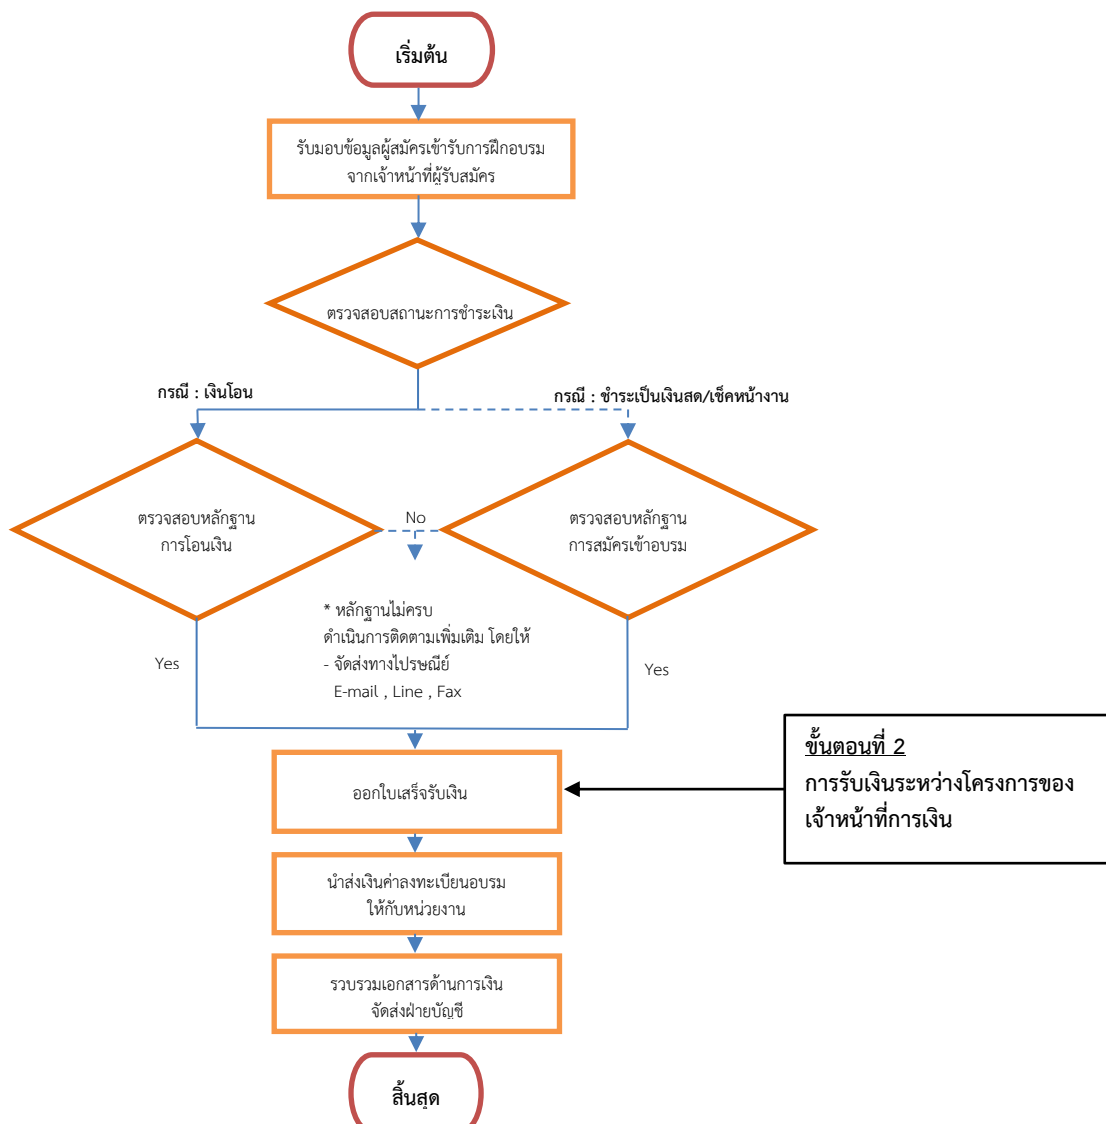 เริ่มต้น
รับมอบข้อมูลผู้สมัครเข้ารับการฝึกอบรม
จากเจ้าหน้าที่ผู้รับสมัคร
ตรวจสอบสถานะการชำระเงิน
กรณี : เงินโอน
กรณี : ชำระเป็นเงินสด/เช็คหน้างาน
ตรวจสอบหลักฐาน
การโอนเงิน
No
ตรวจสอบหลักฐาน
การสมัครเข้าอบรม
* หลักฐานไม่ครบ
ดำเนินการติดตามเพิ่มเติม โดยให้
- จัดส่งทางไปรษณีย์
E-mail , Line , Fax
Yes
Yes
ขั้นตอนที่ 2
การรับเงินระหว่างโครงการของ
เจ้าหน้าที่การเงิน
ออกใบเสร็จรับเงิน
นำส่งเงินค่าลงทะเบียนอบรม
ให้กับหน่วยงาน
รวบรวมเอกสารด้านการเงิน
จัดส่งฝ่ายบัญชี
สิ้นสุด